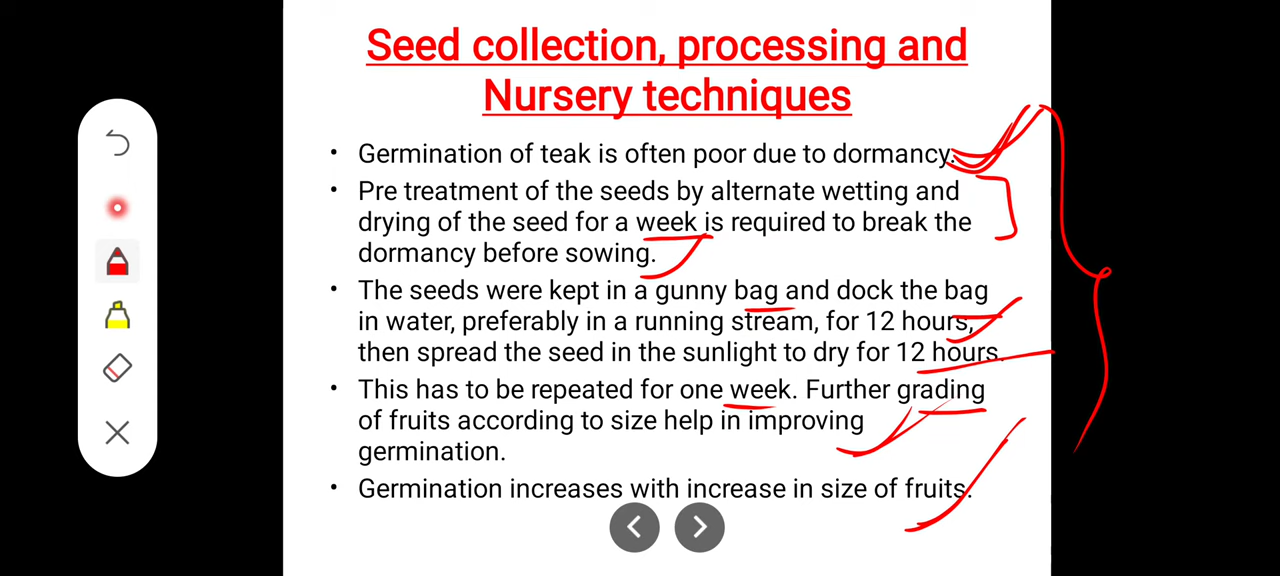 Seed collection, processing and
Nursery techniques
• Germination of teak is often poor due to dormancy.
• Pre treatment of the seeds by alternate wetting and
drying of the seed for a week is required to break the
dormancy before sowing.
• The seeds were kept in a gunny bag and dock the bag
in water, preferably in a running stream, for 12 hours,
then spread the seed in the sunlight to dry for 12 hours.
• This has to be repeated for one week. Further grading
of fruits according to size help in improving
germination.
• Germination increases with increase in size of fruits.